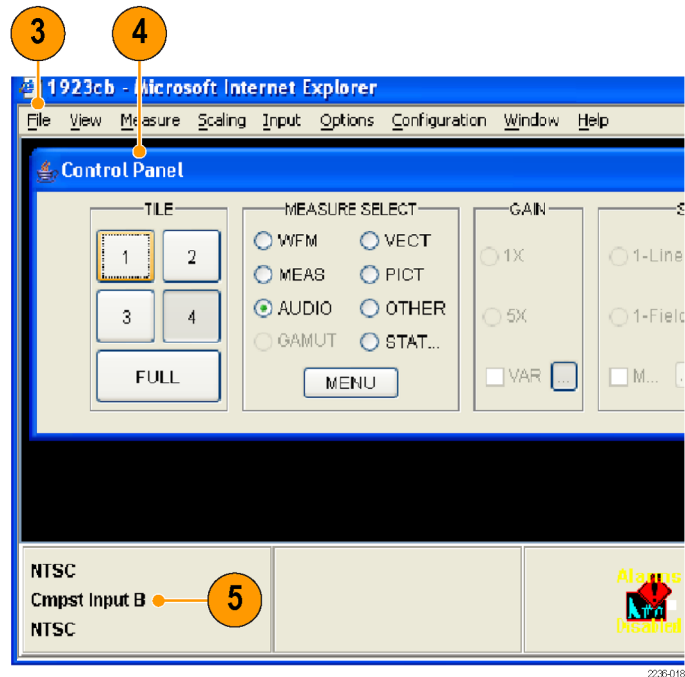 3
4
1923cb - Microsoft Internet Explorer
File View Measure Scaling Input Options Configuration Window Help
Control Panel
TILE
MEASURE SELECT
GAIN
S
1
2
WFM
VECT
1X
1-Line
MEAS
PICT
3
4
AUDIO
OTHER
5X
1-Field
GAMUT
STAT...
FULL
MENU
VAR
...
M...
NTSC
Cmpst Input B
5
NTSC
Alarms
Disabled
2236-018